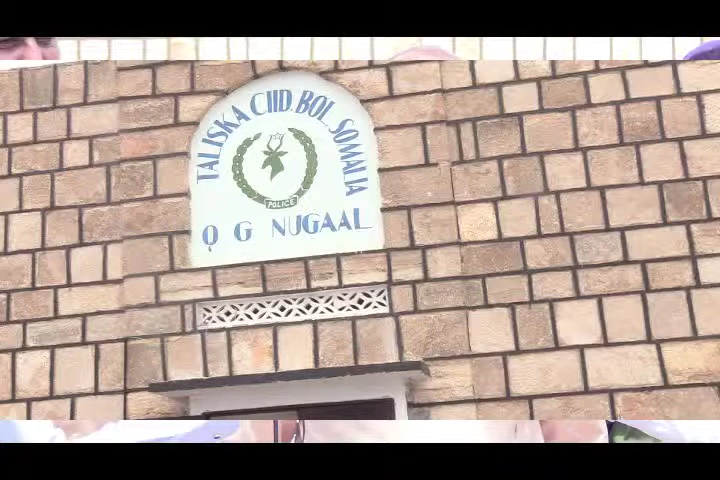 TALISKA CIID. BOL. SOMALIA
POLICE
Q G NUGAAL